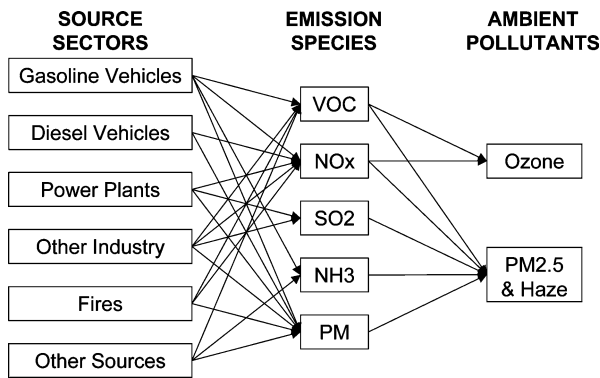 SOURCE
SECTORS
EMISSION
SPECIES
AMBIENT
POLLUTANTS
Gasoline Vehicles
Diesel Vehicles
Power Plants
Other Industry
Fires
Other Sources
VOC
NOx
SO2
NH3
PM
Ozone
PM2.5
& Haze